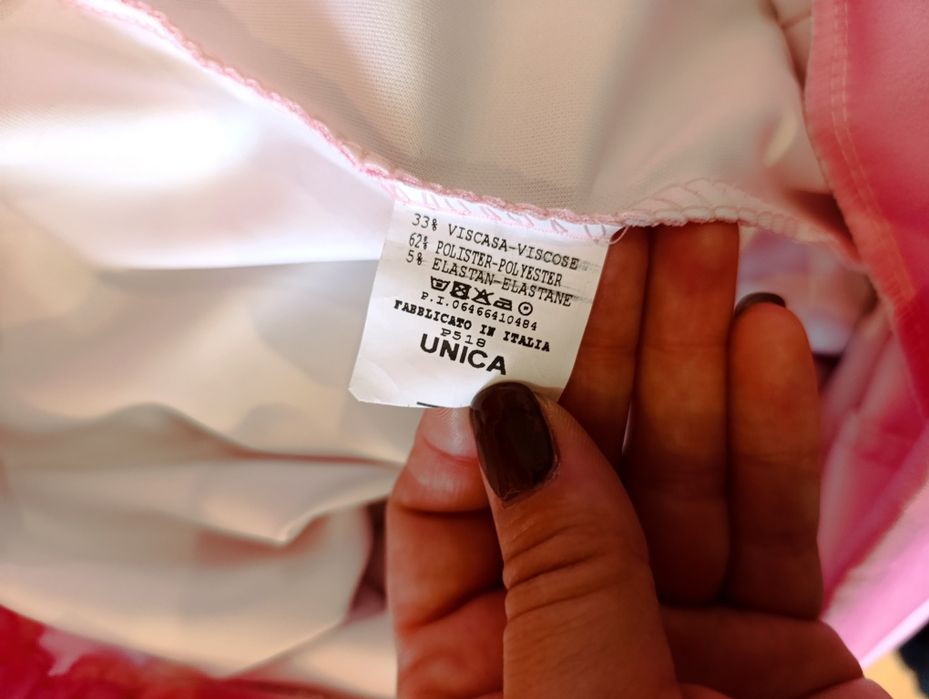 33% VISCASA-VISCOSE
62% POLISTER-POLYESTER
5% ELASTAN-ELASTANE
P.I.06466410484
FABBLICATO IN ITALIA
P518
UNICA